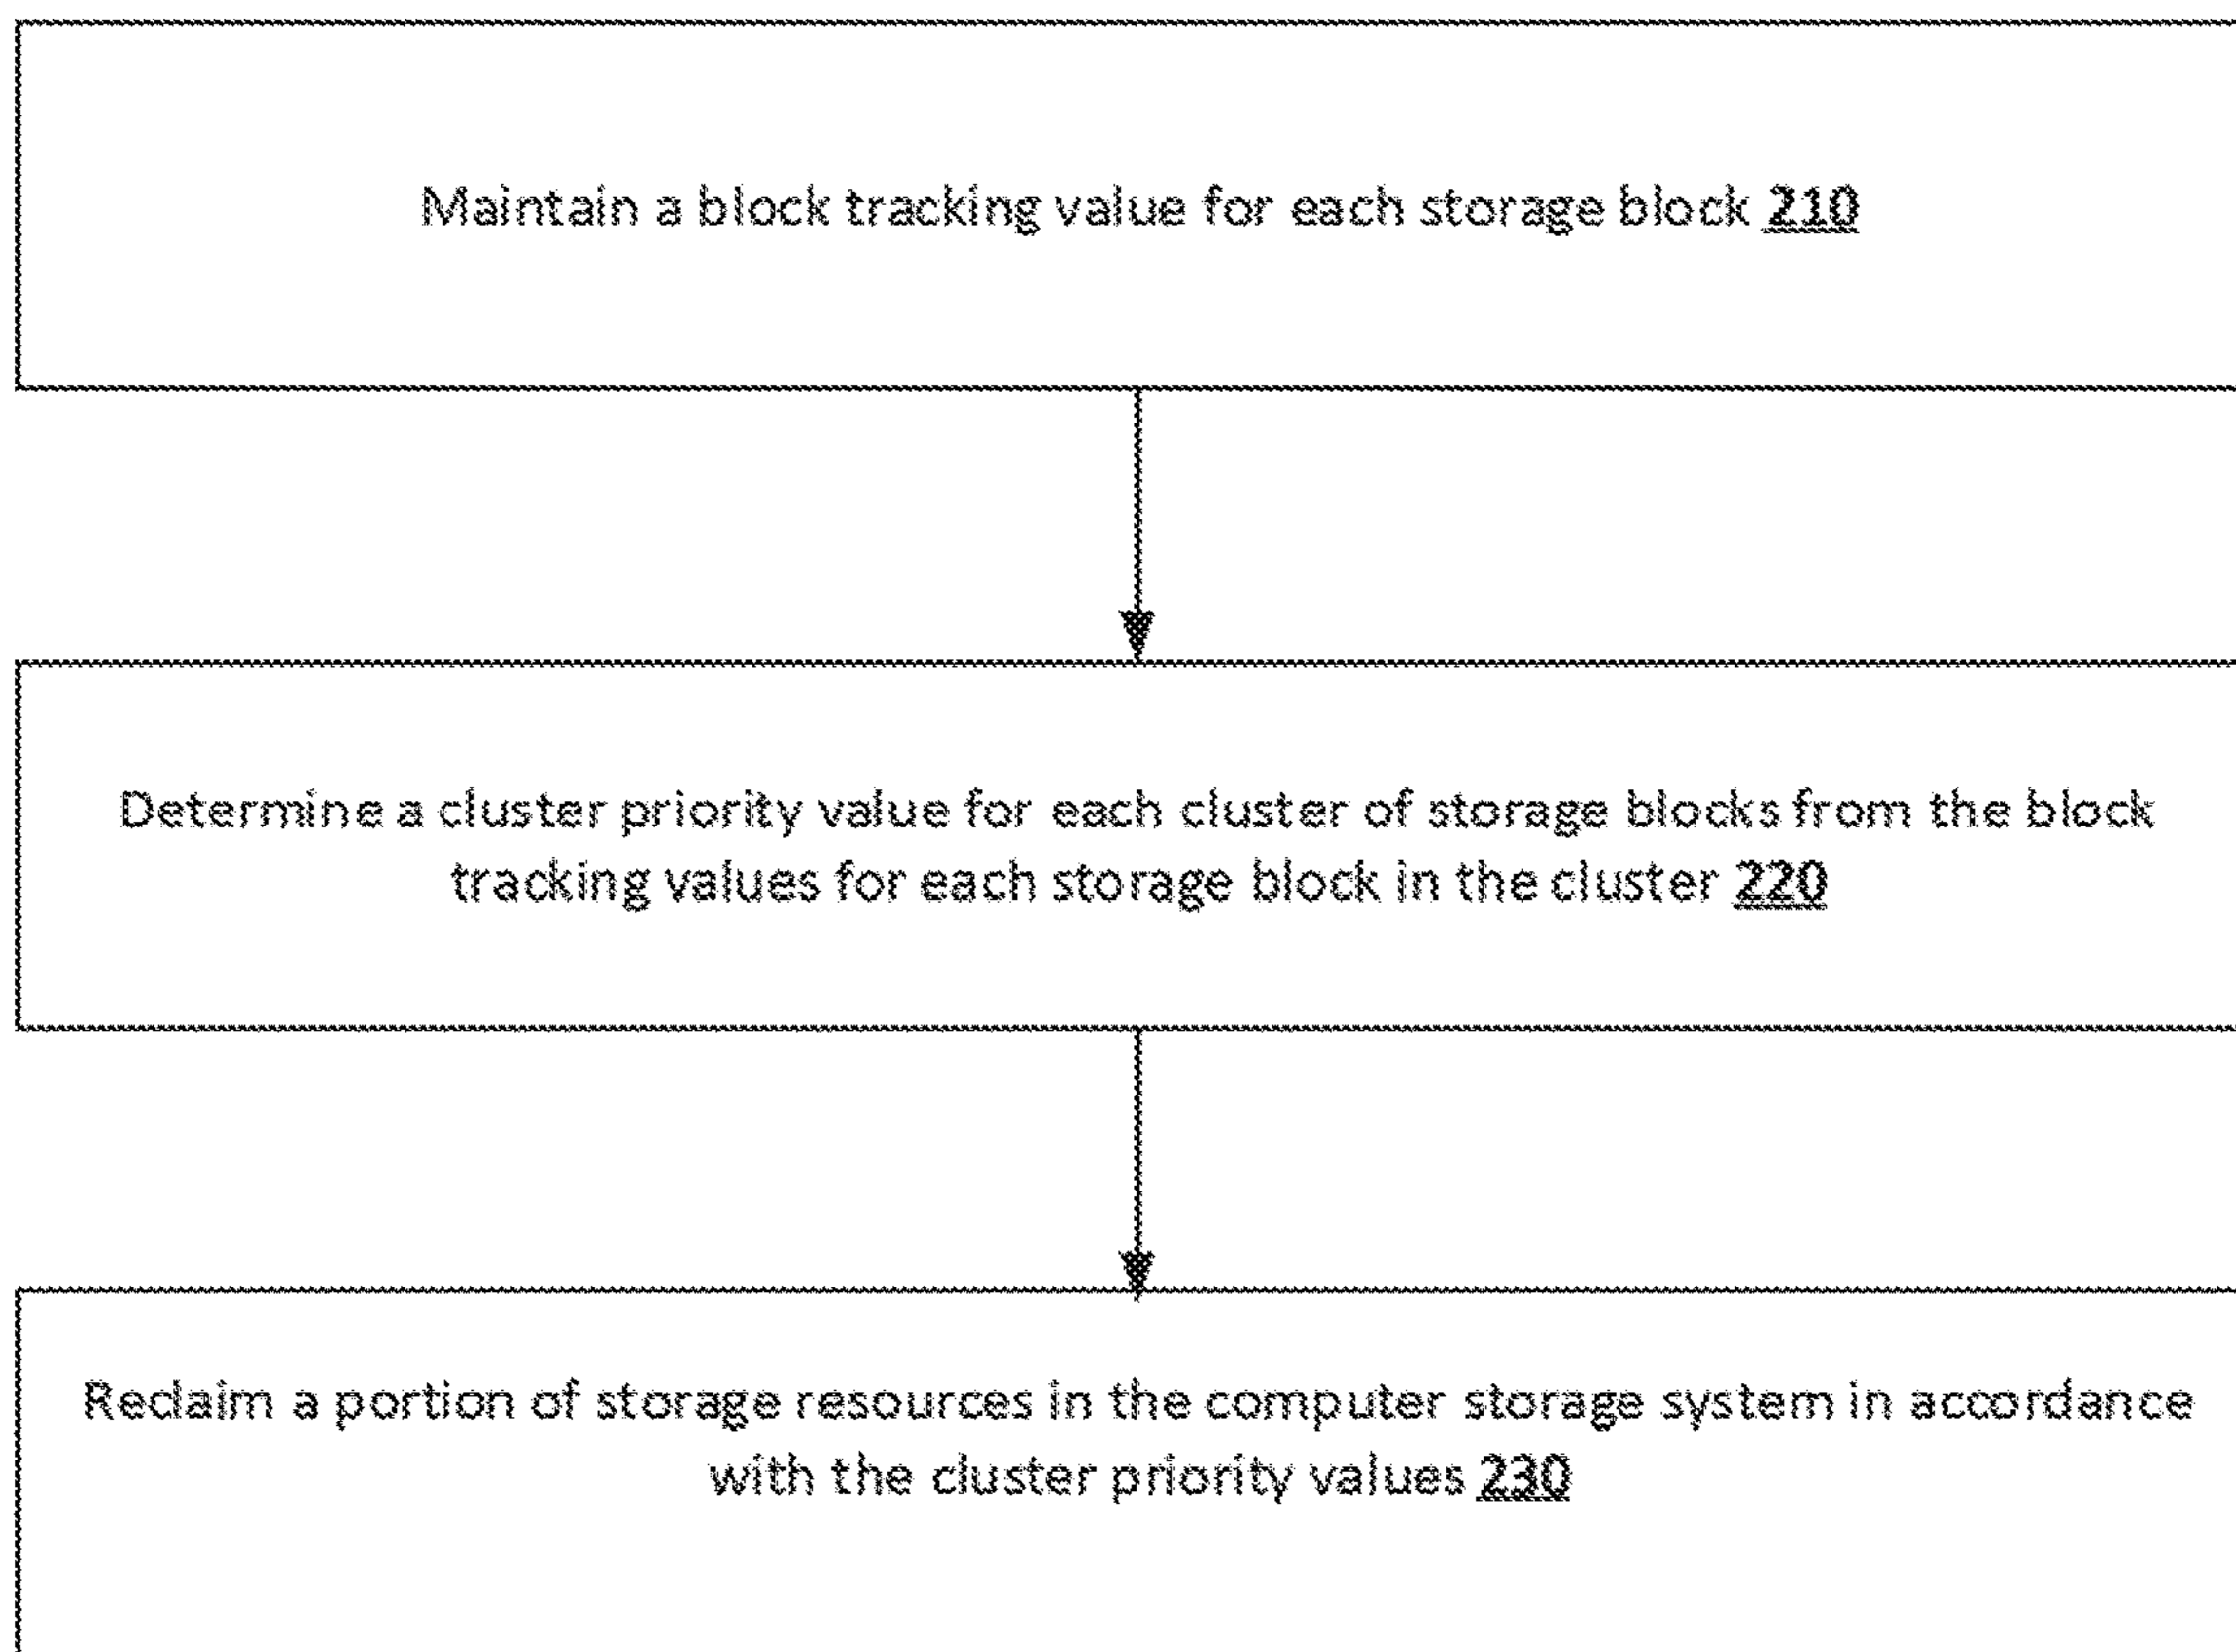 Maintain a block tracking value for each storage block 210
Determine a cluster priority value for each cluster of storage blocks from the block
tracking values for each storage block in the cluster 220
Reclaim a portion of storage resources in the computer storage system in accordance
with the cluster priority values 230